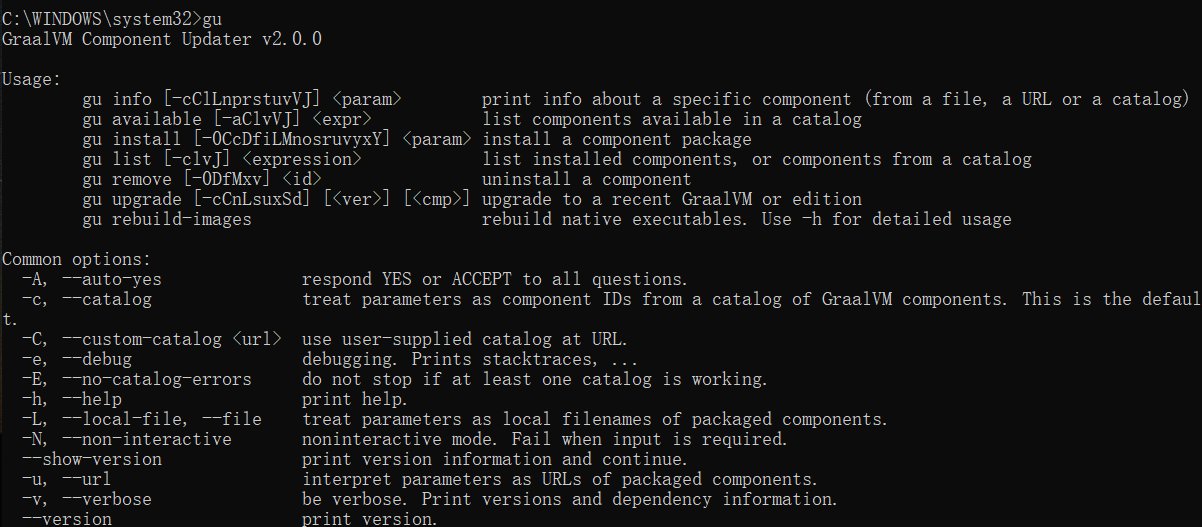 C:\WINDOWS\system32>gu
GraalVM Component Updater v2.0.0
Usage:
gu info [-cClLnprstuvVJ] <param> print info about a specific component (from a file, a URL or a catalog)
gu available [-aClvVJ] <expr> list components available in a catalog
gu install [-0CcDfiLMnosruvyxY] <param> install a component package
gu list [-clvJ] <expression> list installed components, or components from a catalog
gu remove [-0DfMxv] <id> uninstall a component
gu upgrade [-cCnLsuxSd] [<ver>] [<cmp>] upgrade to a recent GraalVM or edition
gu rebuild-images rebuild native executables. Use -h for detailed usage
Common options:
-A, --auto-yes respond YES or ACCEPT to all questions.
-c, --catalog treat parameters as component IDs from a catalog of GraalVM components. This is the defaul
t.
-C, --custom-catalog <url> use user-supplied catalog at URL.
-e, --debug debugging. Prints stacktraces, ...
-E, --no-catalog-errors do not stop if at least one catalog is working.
-h, --help print help.
-L, --local-file, --file treat parameters as local filenames of packaged components.
-N, --non-interactive noninteractive mode. Fail when input is required.
--show-version print version information and continue.
-u, --url interpret parameters as URLs of packaged components.
-v, --verbose be verbose. Print versions and dependency information.
--version print version.